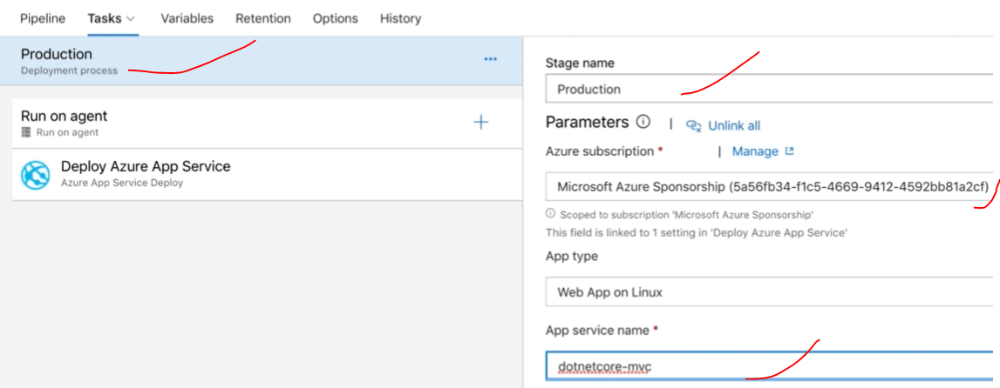 Pipeline Tasks Variables Retention Options History
Production
Deployment process
Run on agent
Run on agent
Deploy Azure App Service
Azure App Service Deploy
Stage name
Production
Parameters | Unlink all
Azure subscription * | Manage
Microsoft Azure Sponsorship (5a56fb34-f1c5-4669-9412-4592bb81a2cf)
Scoped to subscription 'Microsoft Azure Sponsorship'
This field is linked to 1 setting in 'Deploy Azure App Service'
App type
Web App on Linux
App service name *
dotnetcore-mvc